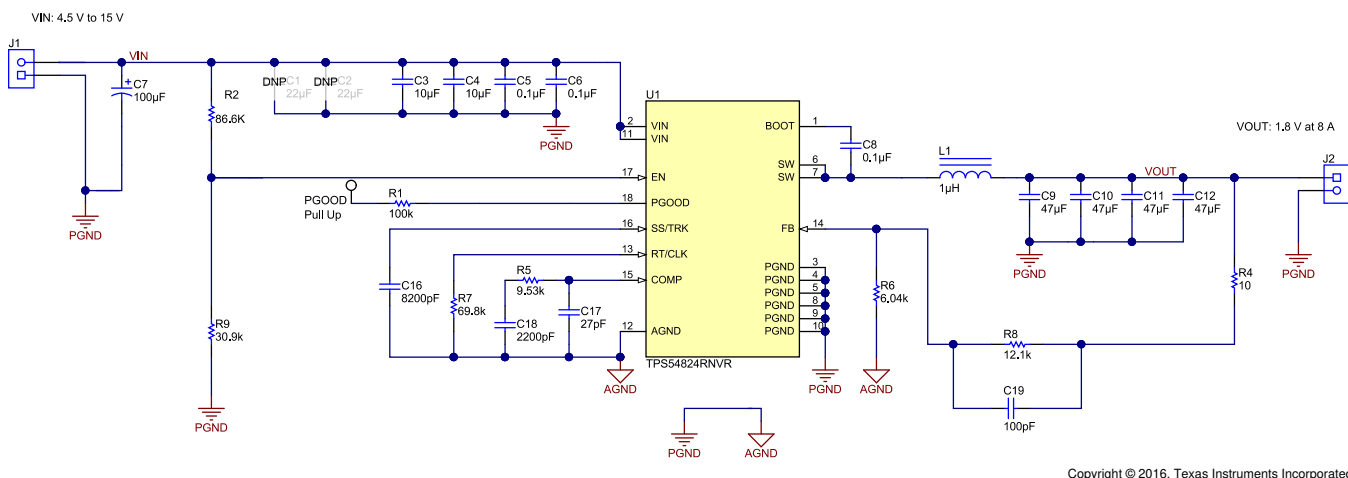 VIN: 4.5 V to 15 V
J1
VIN
C7
100µF
PGND
R2
86.6K
DNP C1
22µF
DNP C2
22µF
C3
10µF
C4
10µF
C5
0.1µF
C6
0.1µF
PGND
R9
30.9k
PGND
PGOOD
Pull Up
R1
100k
C16
8200pF
R7
69.8k
R5
9.53k
C18
2200pF
C17
27pF
AGND
U1
2 VIN
11 VIN
17 EN
18 PGOOD
16 SS/TRK
13 RT/CLK
15 COMP
12 AGND
BOOT 1
SW 6
SW 7
FB 14
PGND 3
PGND 4
PGND 5
PGND 8
PGND 9
PGND 10
TPS54824RNVR
C8
0.1µF
L1
1µH
VOUT: 1.8 V at 8 A
J2
VOUT
C9
47µF
C10
47µF
C11
47µF
C12
47µF
PGND
PGND
R4
10
R6
6.04k
R8
12.1k
C19
100pF
PGND
AGND
PGND
AGND
Copyright © 2016, Texas Instruments Incorporated